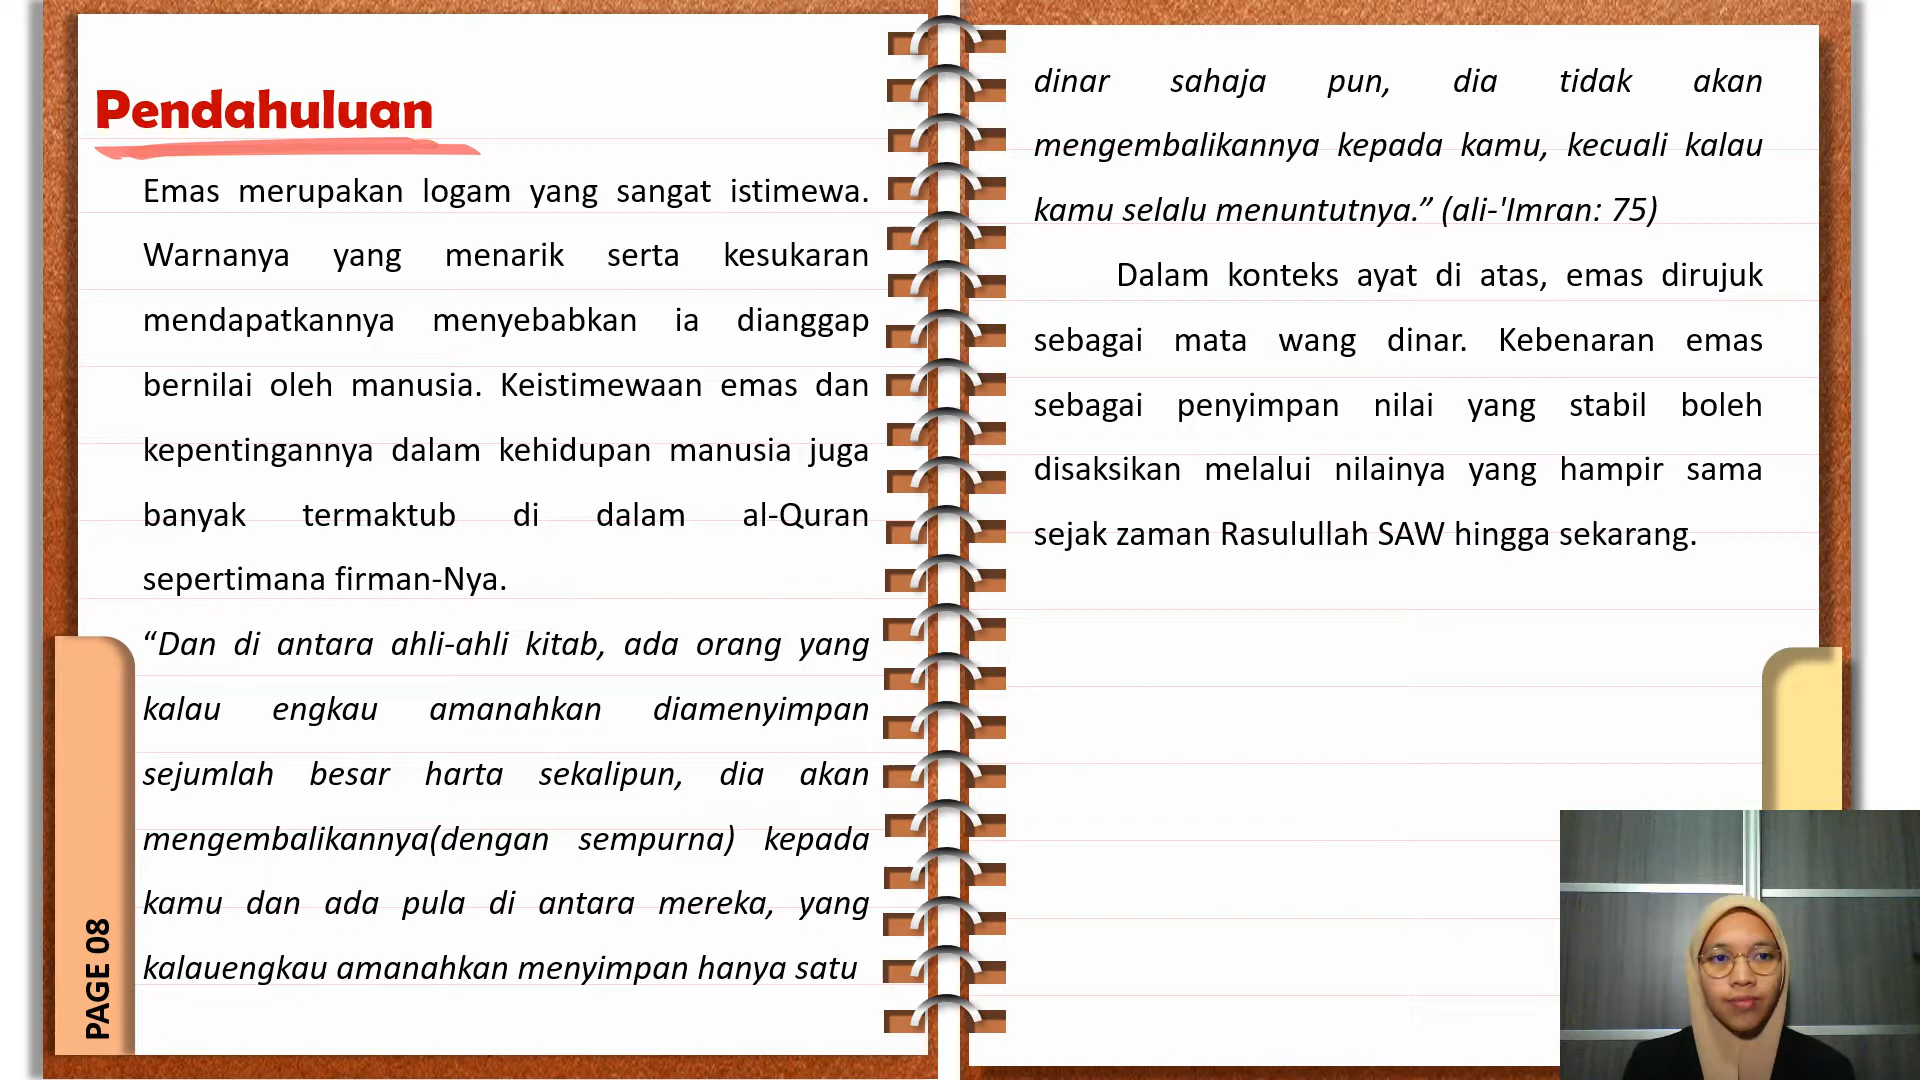 Pendahuluan
Emas merupakan logam yang sangat istimewa.
Warnanya yang menarik serta kesukaran
mendapatkannya menyebabkan ia dianggap
bernilai oleh manusia. Keistimewaan emas dan
kepentingannya dalam kehidupan manusia juga
banyak termaktub di dalam al-Quran
sepertimana firman-Nya.
“Dan di antara ahli-ahli kitab, ada orang yang
kalau engkau amanahkan diamenyimpan
sejumlah besar harta sekalipun, dia akan
mengembalikannya(dengan sempurna) kepada
kamu dan ada pula di antara mereka, yang
kalauengkau amanahkan menyimpan hanya satu
PAGE 08
dinar sahaja pun, dia tidak akan
mengembalikannya kepada kamu, kecuali kalau
kamu selalu menuntutnya.” (ali-'Imran: 75)
Dalam konteks ayat di atas, emas dirujuk
sebagai mata wang dinar. Kebenaran emas
sebagai penyimpan nilai yang stabil boleh
disaksikan melalui nilainya yang hampir sama
sejak zaman Rasulullah SAW hingga sekarang.